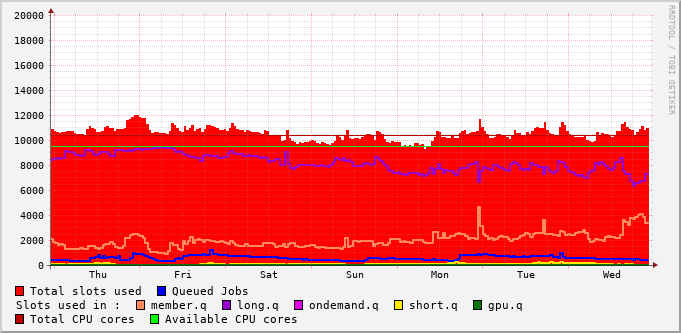 20000
18000
16000
14000
12000
10000
8000
6000
4000
2000
0
Thu Fri Sat Sun Mon Tue Wed
RRDTOOL / TOBI OETIKER
Total slots used Queued Jobs
Slots used in : member.q long.q ondemand.q short.q gpu.q
Total CPU cores Available CPU cores